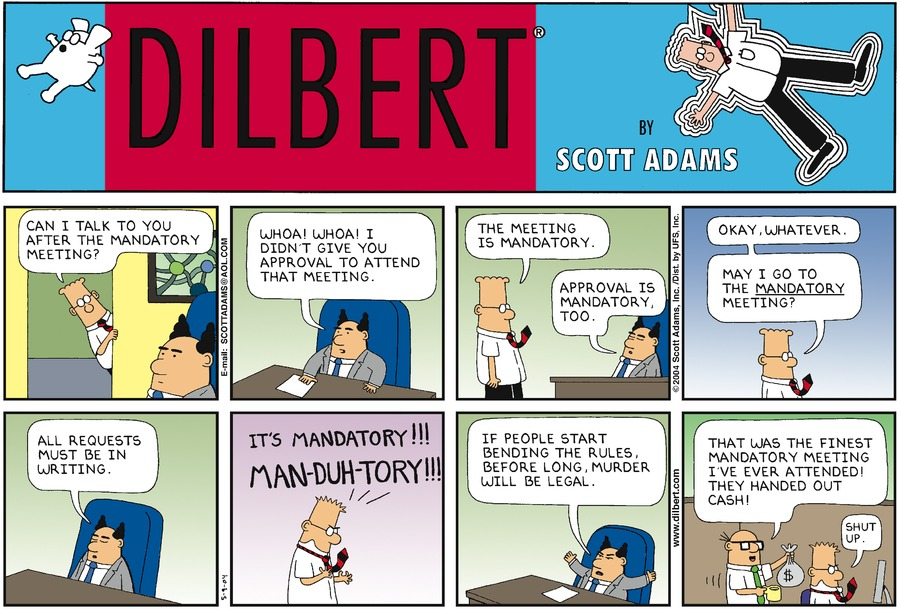 DILBERT®
BY
SCOTT ADAMS
CAN I TALK TO YOU
AFTER THE MANDATORY
MEETING?
E-mail: SCOTTADAMS@AOL.COM
WHOA! WHOA! I
DIDN'T GIVE YOU
APPROVAL TO ATTEND
THAT MEETING.
THE MEETING
IS MANDATORY.
APPROVAL IS
MANDATORY,
TOO.
© 2004 Scott Adams, Inc. /Dist. by UFS, Inc.
OKAY, WHATEVER.
MAY I GO TO
THE MANDATORY
MEETING?
ALL REQUESTS
MUST BE IN
WRITING.
IT'S MANDATORY!!!
MAN-DUH-TORY!!!
5-9-04
IF PEOPLE START
BENDING THE RULES,
BEFORE LONG, MURDER
WILL BE LEGAL.
www.dilbert.com
THAT WAS THE FINEST
MANDATORY MEETING
I'VE EVER ATTENDED!
THEY HANDED OUT
CASH!
SHUT
UP.
$